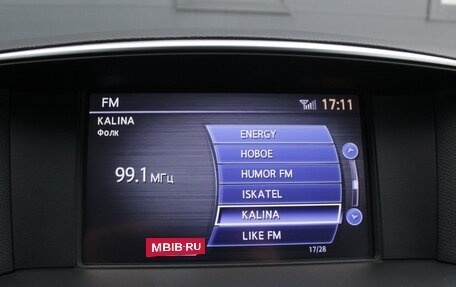 FM
17:11
KALINA
Фолк
99.1 МГц
ENERGY
НОВОЕ
HUMOR FM
ISKATEL
KALINA
LIKE FM
17/28
MBIB·RU